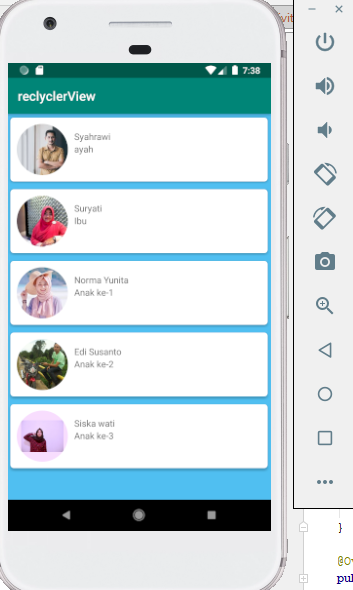 7:38
reclyclerView
Syahrawi
ayah
Suryati
Ibu
Norma Yunita
Anak ke-1
Edi Susanto
Anak ke-2
Siska wati
Anak ke-3
}